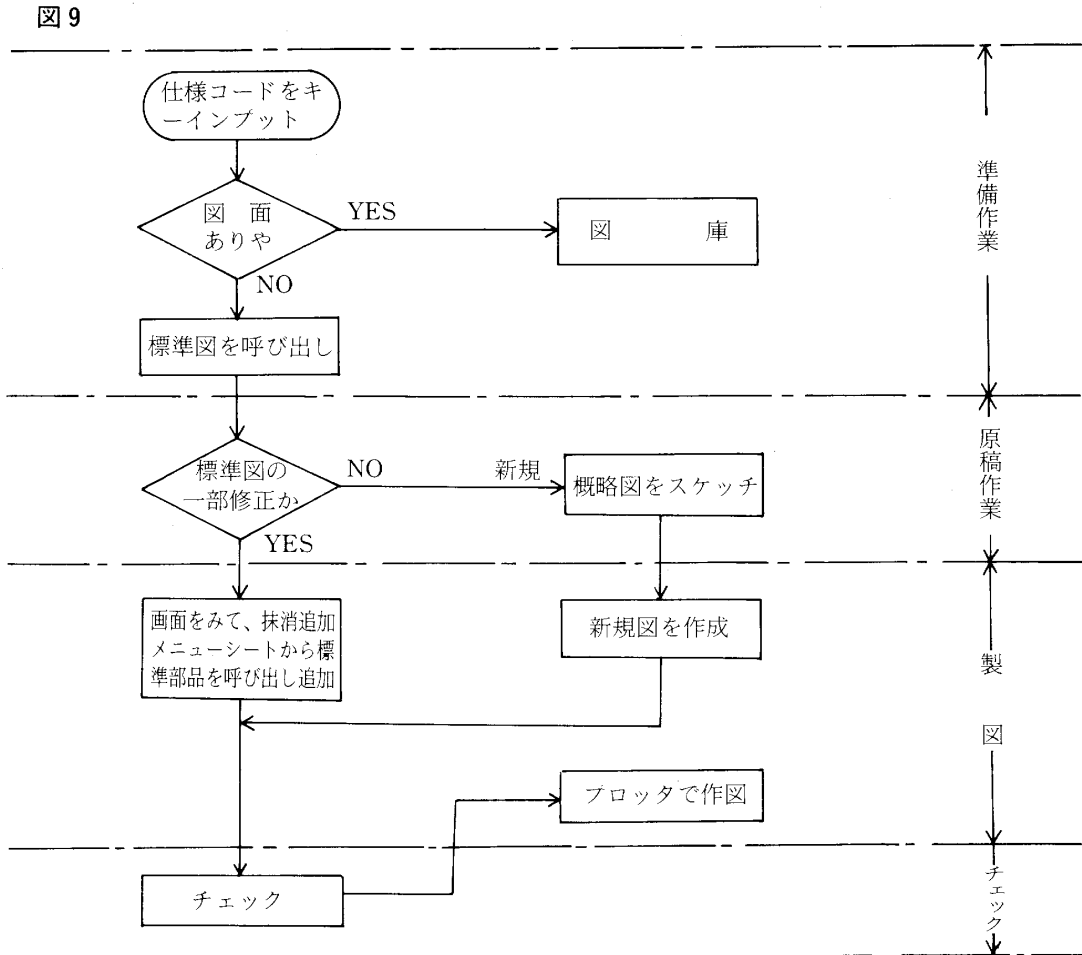 図9
仕様コードをキ
ーインプット
図 面
ありや
YES
図 庫
NO
標準図を呼び出し
準備作業
標準図の
一部修正か
NO
新規
概略図をスケッチ
YES
原稿作業
画面をみて、抹消追加
メニューシートから標
準部品を呼び出し追加
新規図を作成
プロッタで作図
製図
チェック
チェック